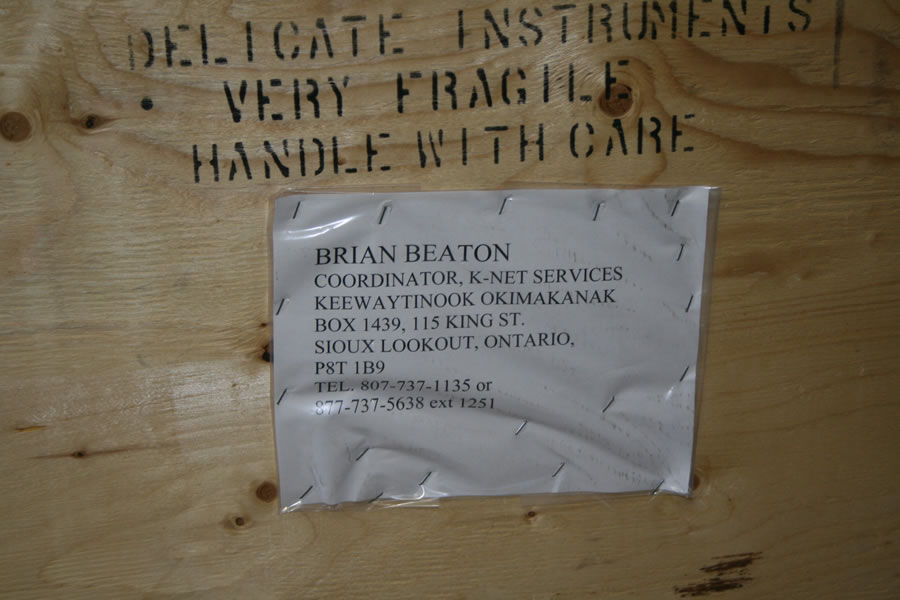 DELICATE INSTRUMENTS
• VERY FRAGILE
HANDLE WITH CARE
BRIAN BEATON
COORDINATOR, K-NET SERVICES
KEEWAYTINOOK OKIMAKANAK
BOX 1439, 115 KING ST.
SIOUX LOOKOUT, ONTARIO,
P8T 1B9
TEL. 807-737-1135 or
877-737-5638 ext 1251